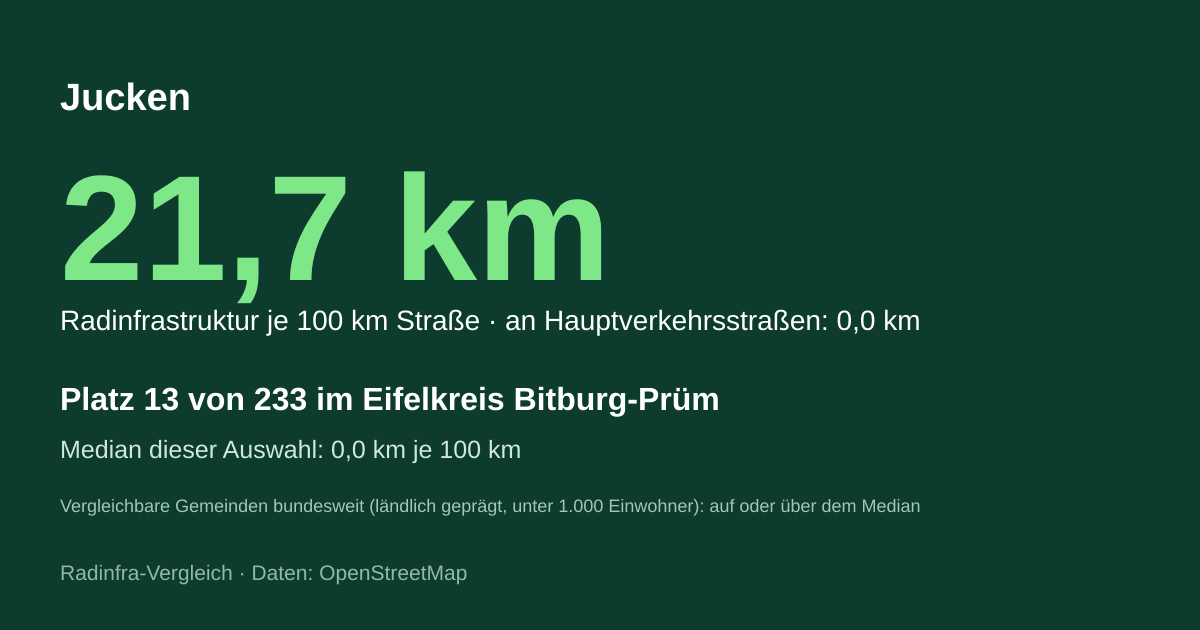 Jucken
21,7 km
Radinfrastruktur je 100 km Straße · an Hauptverkehrsstraßen: 0,0 km
Platz 13 von 233 im Eifelkreis Bitburg-Prüm
Median dieser Auswahl: 0,0 km je 100 km
Vergleichbare Gemeinden bundesweit (ländlich geprägt, unter 1.000 Einwohner): auf oder über dem Median
Radinfra-Vergleich · Daten: OpenStreetMap